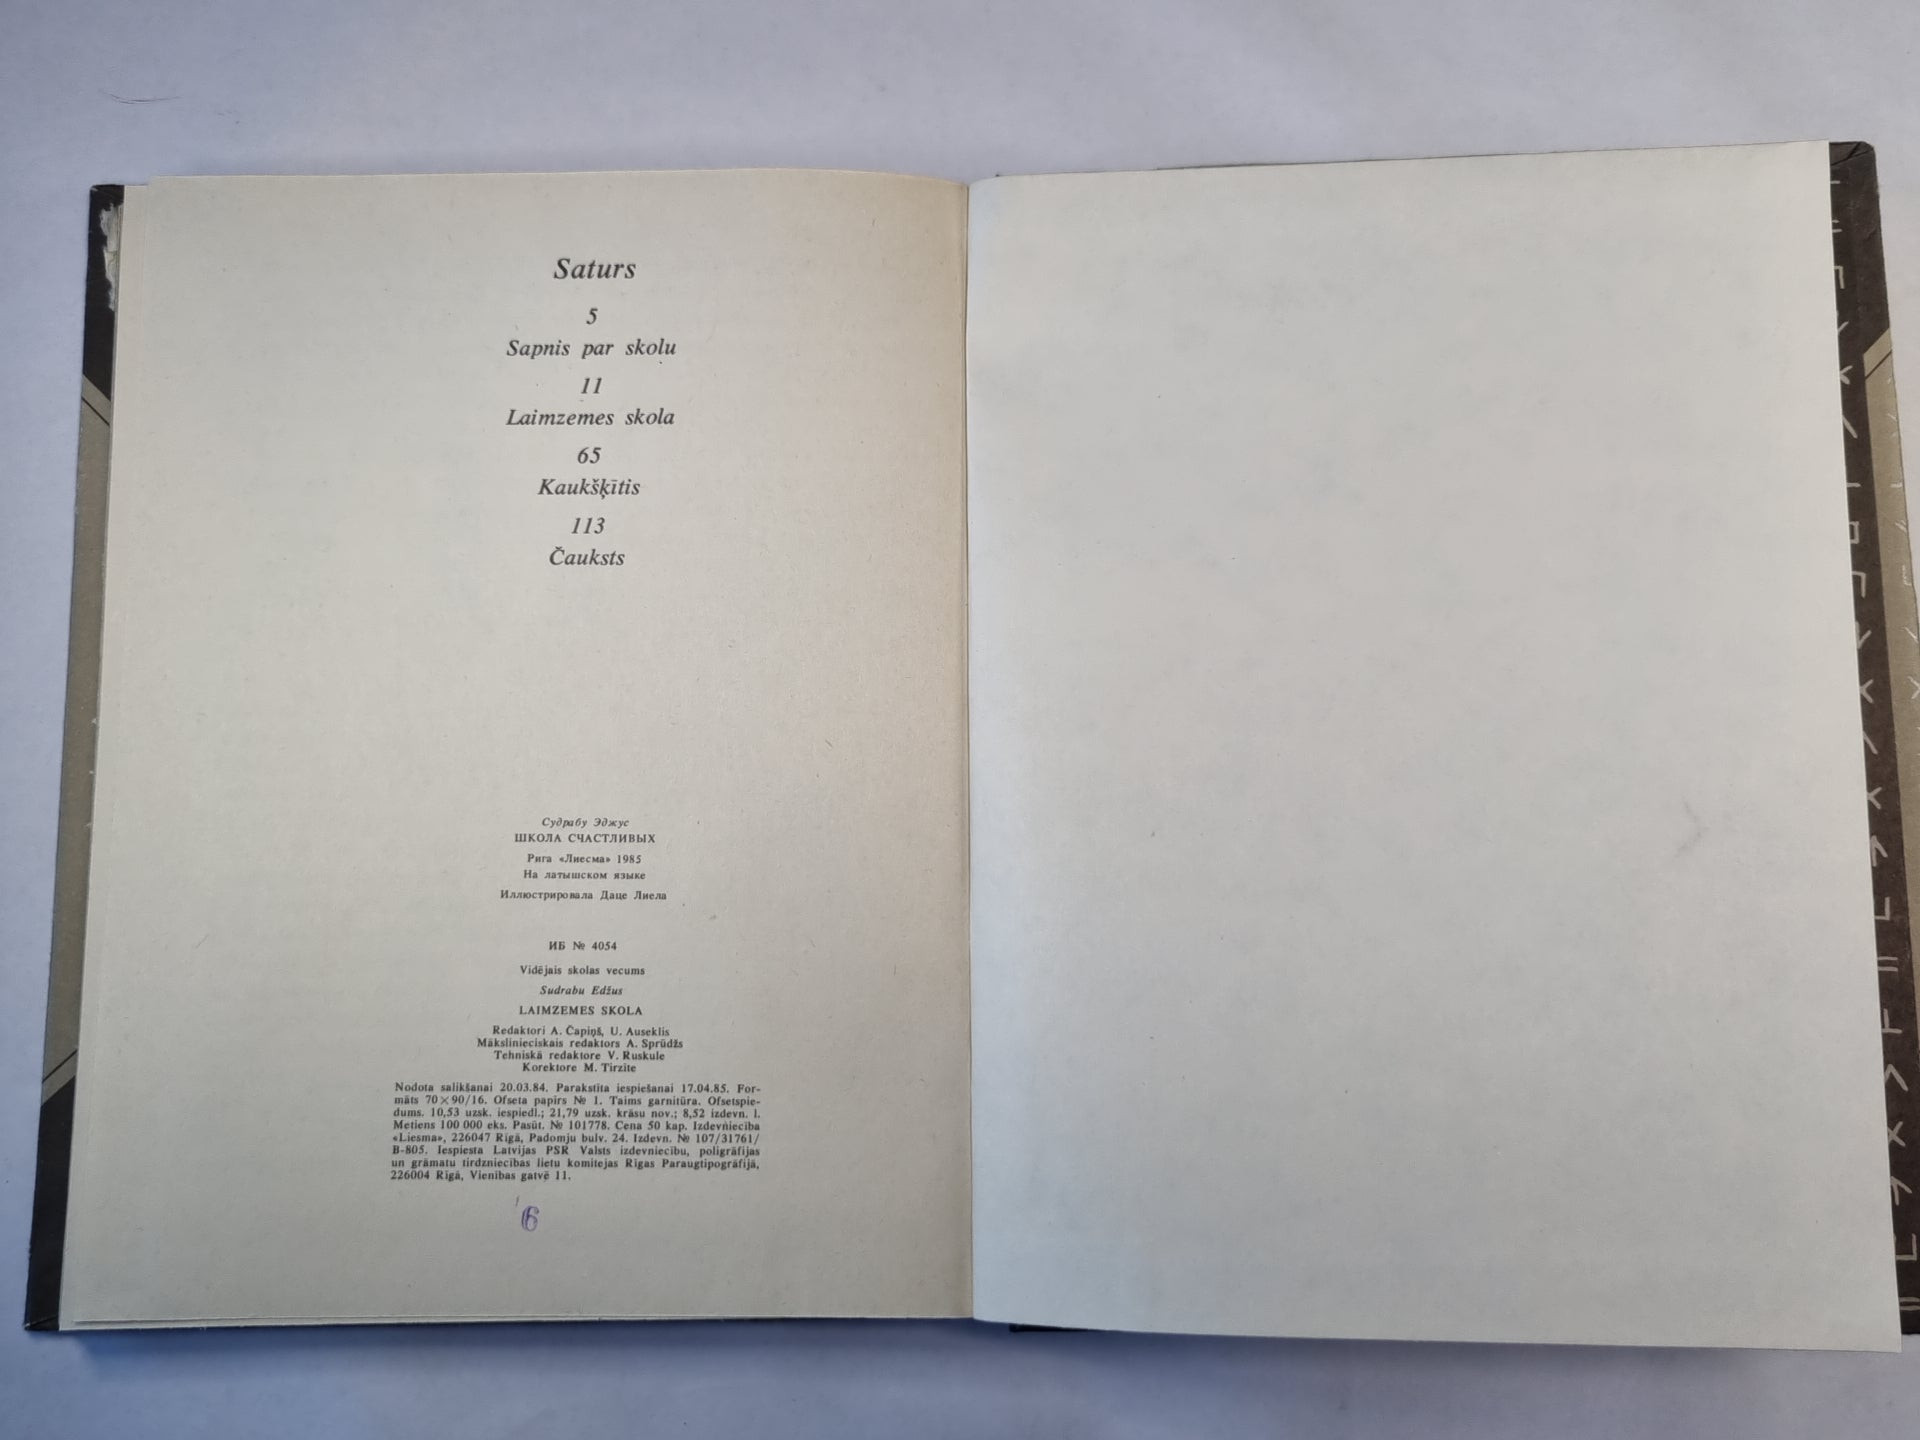 Saturs
5
Sapnis par skolu
11
Laimzemes skola
65
Kaukšķītis
113
Čauksts
Судрабу Эджус
ШКОЛА СЧАСТЛИВЫХ
Рига «Лиесма» 1985
На латышском языке
Иллюстрировала Даце Лиела
ИБ № 4054
Vidējais skolas vecums
Sudrabu Edžus
LAIMZEMES SKOLA
Redaktori A. Čapiņš, U. Auseklis
Mākslinieciskais redaktors A. Sprūdžs
Tehniskā redaktore V. Ruskule
Korektore M. Tirzīte
Nodota salikšanai 20.03.84. Parakstīta iespiešanai 17.04.85. For-
māts 70×90/16. Ofseta papīrs № 1. Taims garnitūra. Ofsetspie-
dums. 10,53 uzsk. iespiedl.; 21,79 uzsk. krāsu nov.; 8,52 izdevn. l.
Metiens 100 000 eks. Pasūt. № 101778. Cena 50 kap. Izdevniecība
«Liesma», 226047 Rīgā, Padomju bulv. 24. Izdevn. № 107/31761/
B-805. Iespiesta Latvijas PSR Valsts izdevniecību, poligrāfijas
un grāmatu tirdzniecības lietu komitejas Rīgas Paraugtipogrāfijā,
226004 Rīgā, Vienības gatvē 11.
6